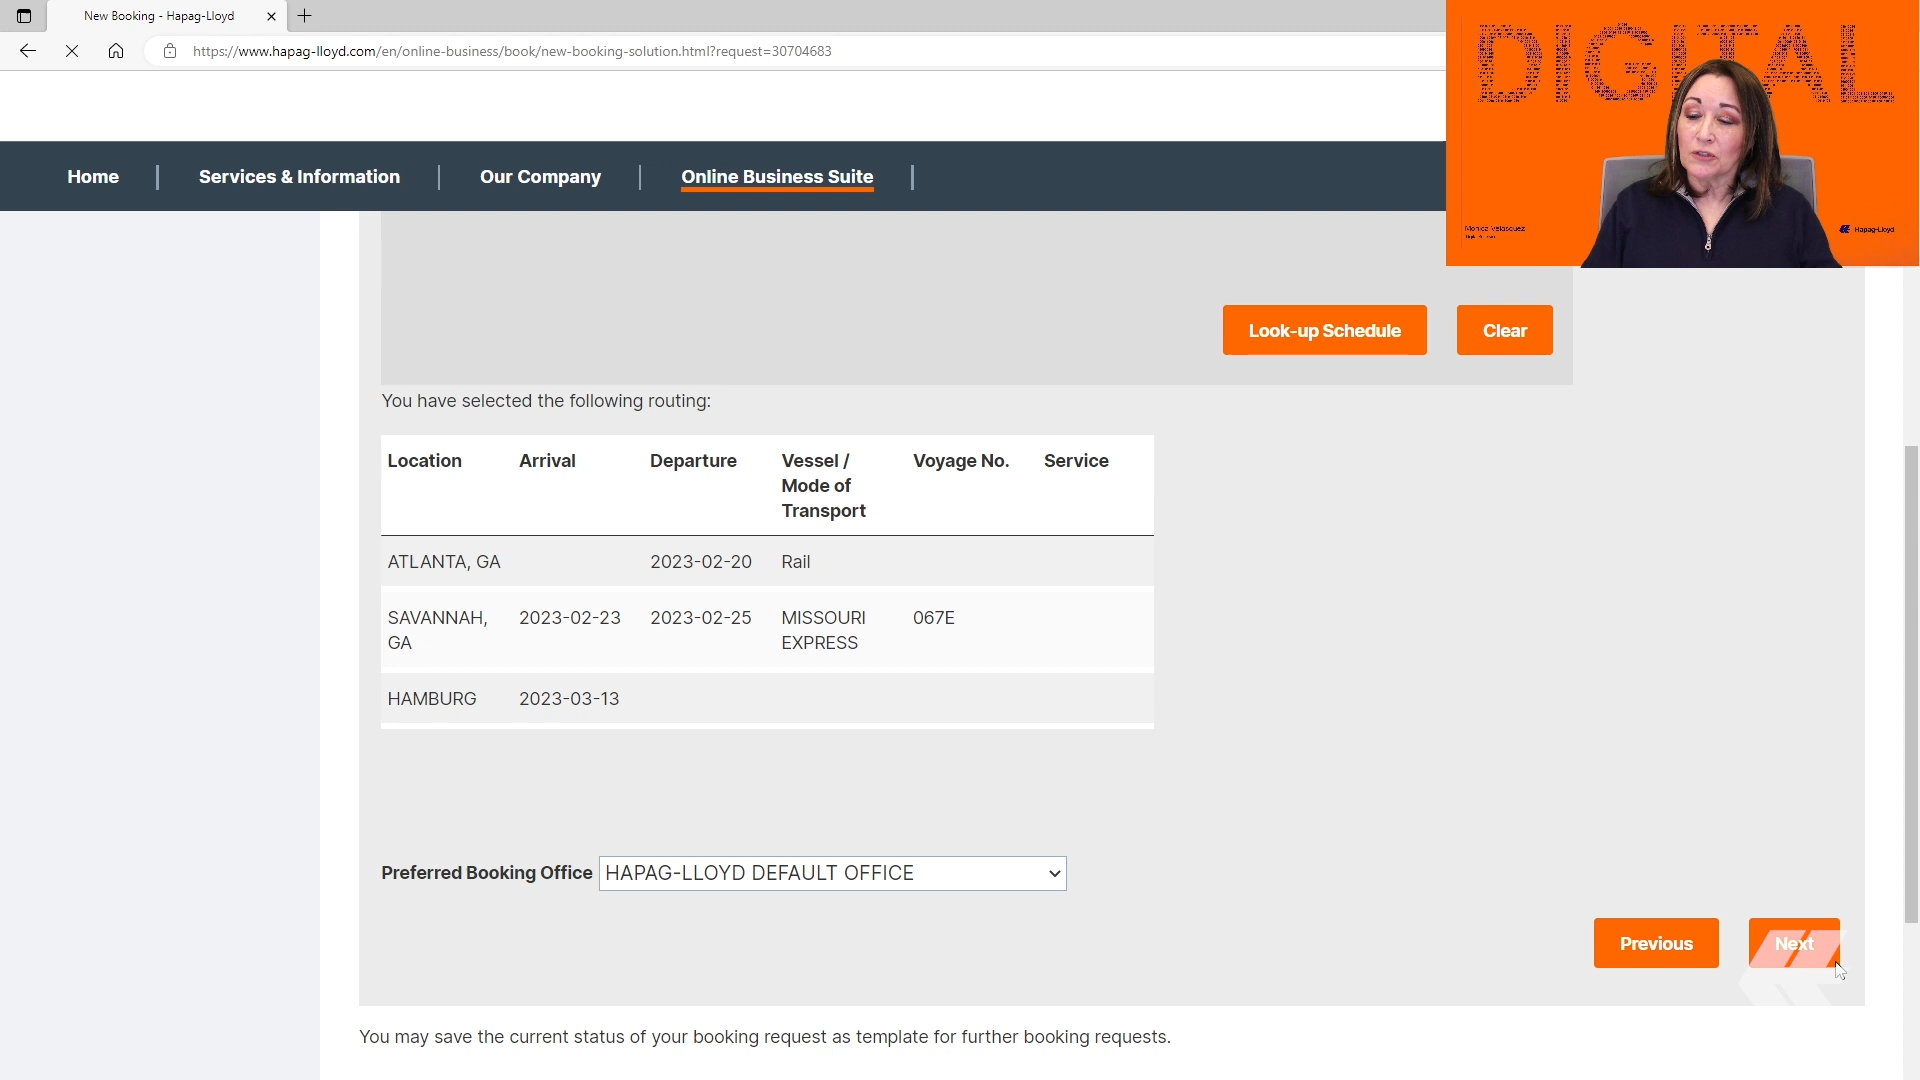 New Booking - Hapag-Lloyd
https://www.hapag-lloyd.com/en/online-business/book/new-booking-solution.html?request=30704683
DIGITAL
Monica Velasquez
Hapag-Lloyd
Home
Services & Information
Our Company
Online Business Suite
Look-up Schedule
Clear
You have selected the following routing:
Location Arrival Departure Vessel / Mode of Transport Voyage No. Service
ATLANTA, GA 2023-02-20 Rail
SAVANNAH, GA 2023-02-23 2023-02-25 MISSOURI EXPRESS 067E
HAMBURG 2023-03-13
Preferred Booking Office HAPAG-LLOYD DEFAULT OFFICE
Previous
Next
You may save the current status of your booking request as template for further booking requests.